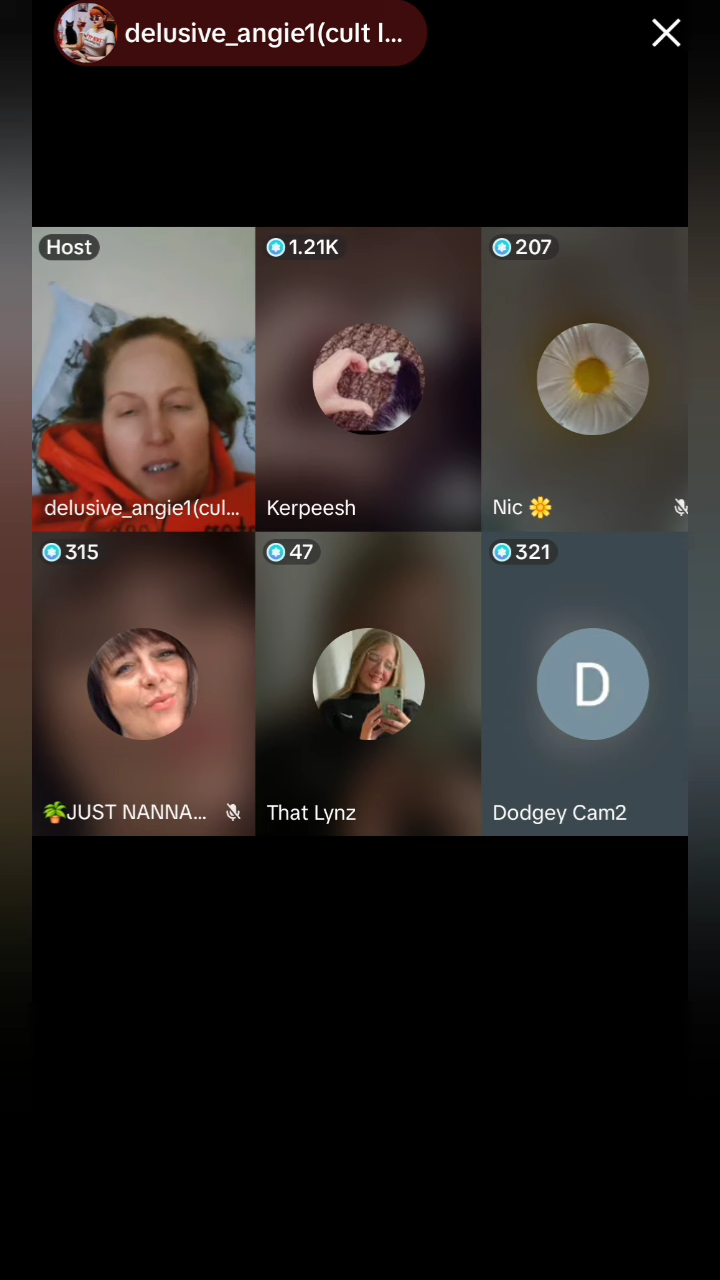 delusive_angie1(cult l...
Host
1.21K
207
delusive_angie1(cul...
Kerpeesh
Nic 🌼
315
47
321
D
🌴JUST NANNA...
That Lynz
Dodgey Cam2